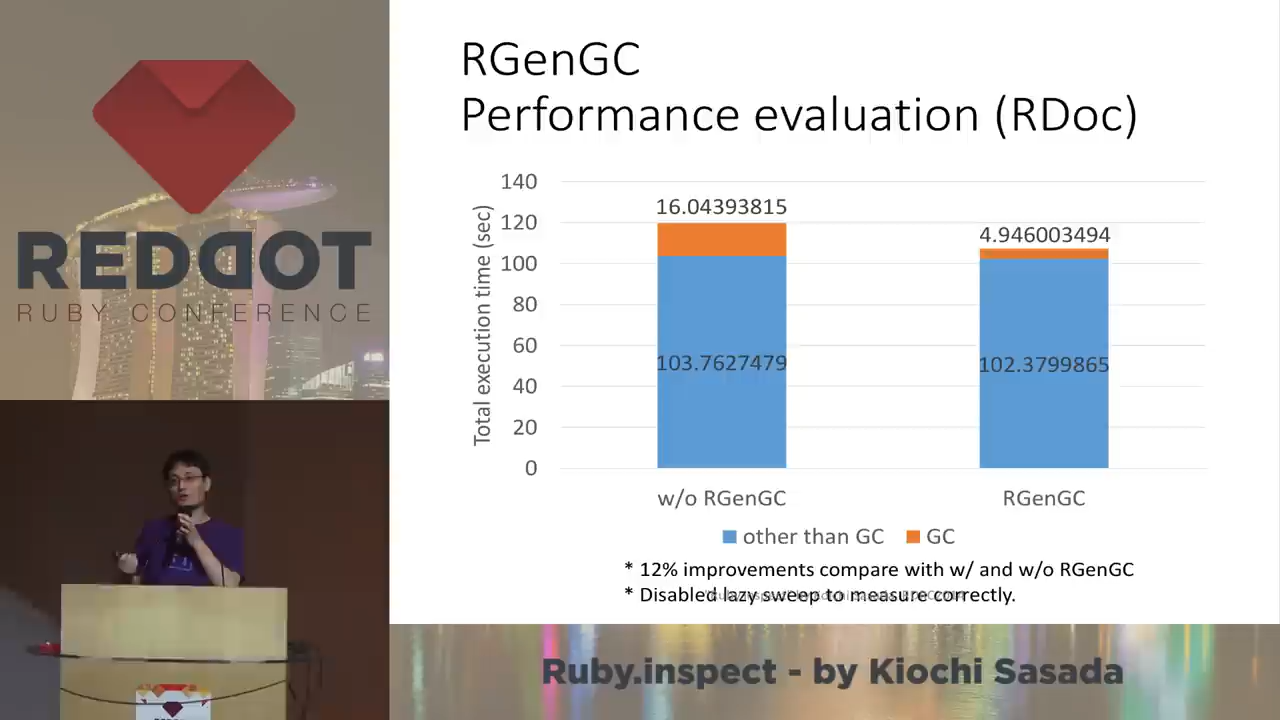 REDDOT
RUBY CONFERENCE
RGenGC
Performance evaluation (RDoc)
Total execution time (sec)
140
120
100
80
60
40
20
0
16.04393815
103.7627479
4.946003494
102.3799865
w/o RGenGC
RGenGC
other than GC
GC
* 12% improvements compare with w/ and w/o RGenGC
* Disabled lazy sweep to measure correctly.
Ruby.inspect - by Kiochi Sasada